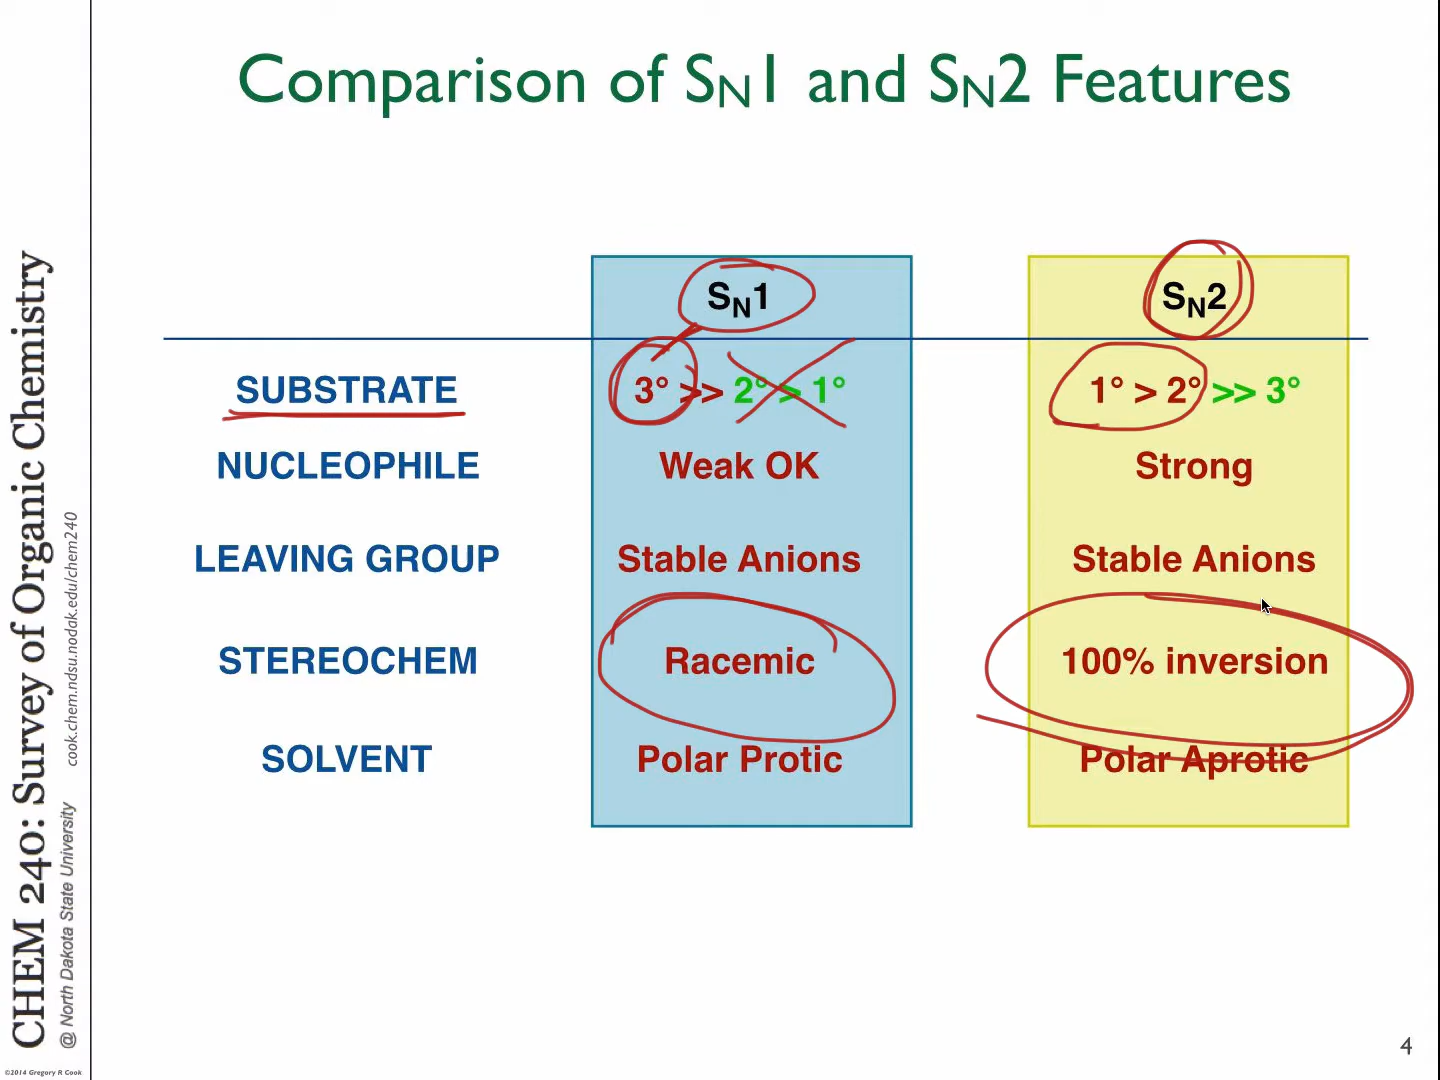 Comparison of SN1 and SN2 Features
SN1 SN2
SUBSTRATE 3° >> 2° > 1° 1° > 2° >> 3°
NUCLEOPHILE Weak OK Strong
LEAVING GROUP Stable Anions Stable Anions
STEREOCHEM Racemic 100% inversion
SOLVENT Polar Protic Polar Aprotic
CHEM 240: Survey of Organic Chemistry
@ North Dakota State University cook.chem.ndsu.nodak.edu/chem240
©2014 Gregory R Cook
4